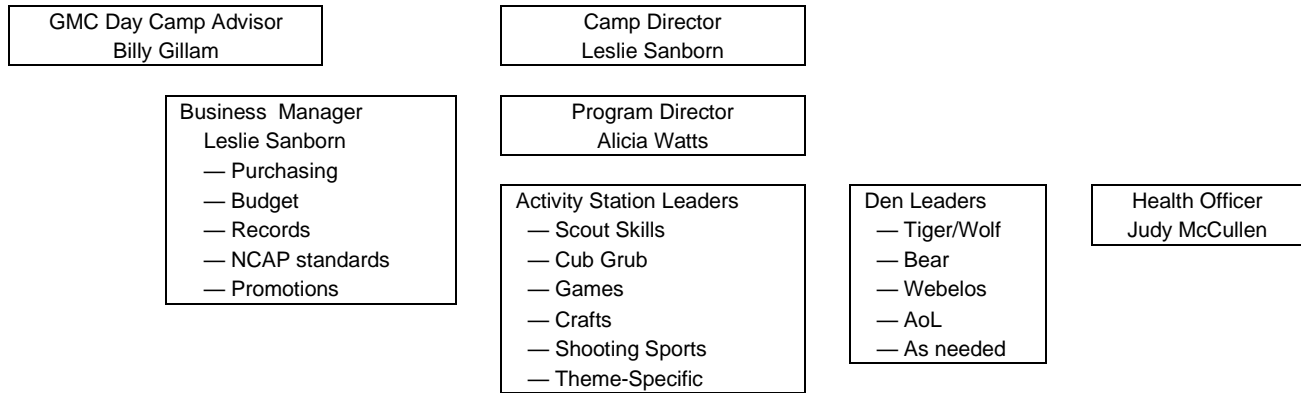 GMC Day Camp Advisor
Billy Gillam
Camp Director
Leslie Sanborn
Business Manager
Leslie Sanborn
— Purchasing
— Budget
— Records
— NCAP standards
— Promotions
Program Director
Alicia Watts
Activity Station Leaders
— Scout Skills
— Cub Grub
— Games
— Crafts
— Shooting Sports
— Theme-Specific
Den Leaders
— Tiger/Wolf
— Bear
— Webelos
— AoL
— As needed
Health Officer
Judy McCullen